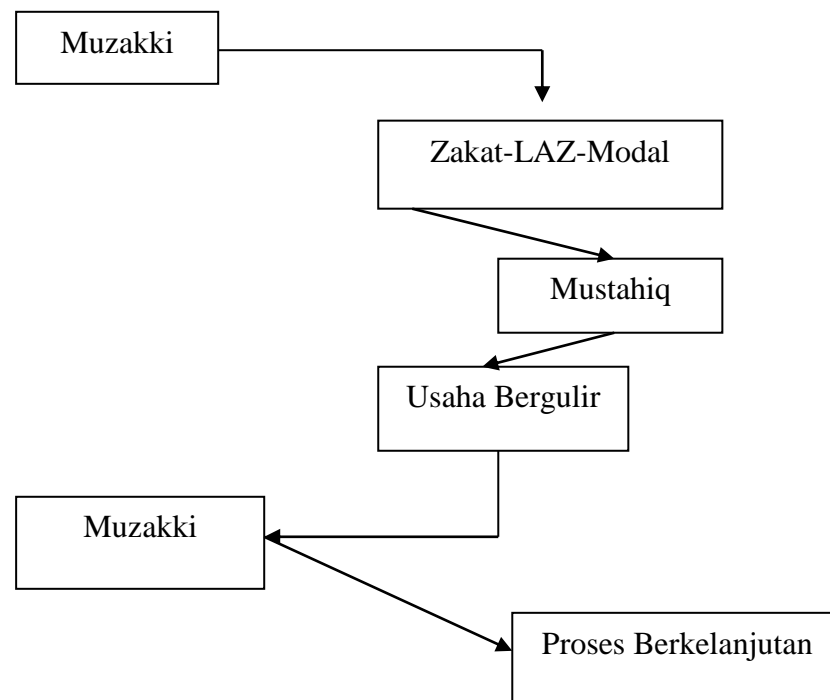 Muzakki
Zakat-LAZ-Modal
Mustahiq
Usaha Bergulir
Muzakki
Proses Berkelanjutan